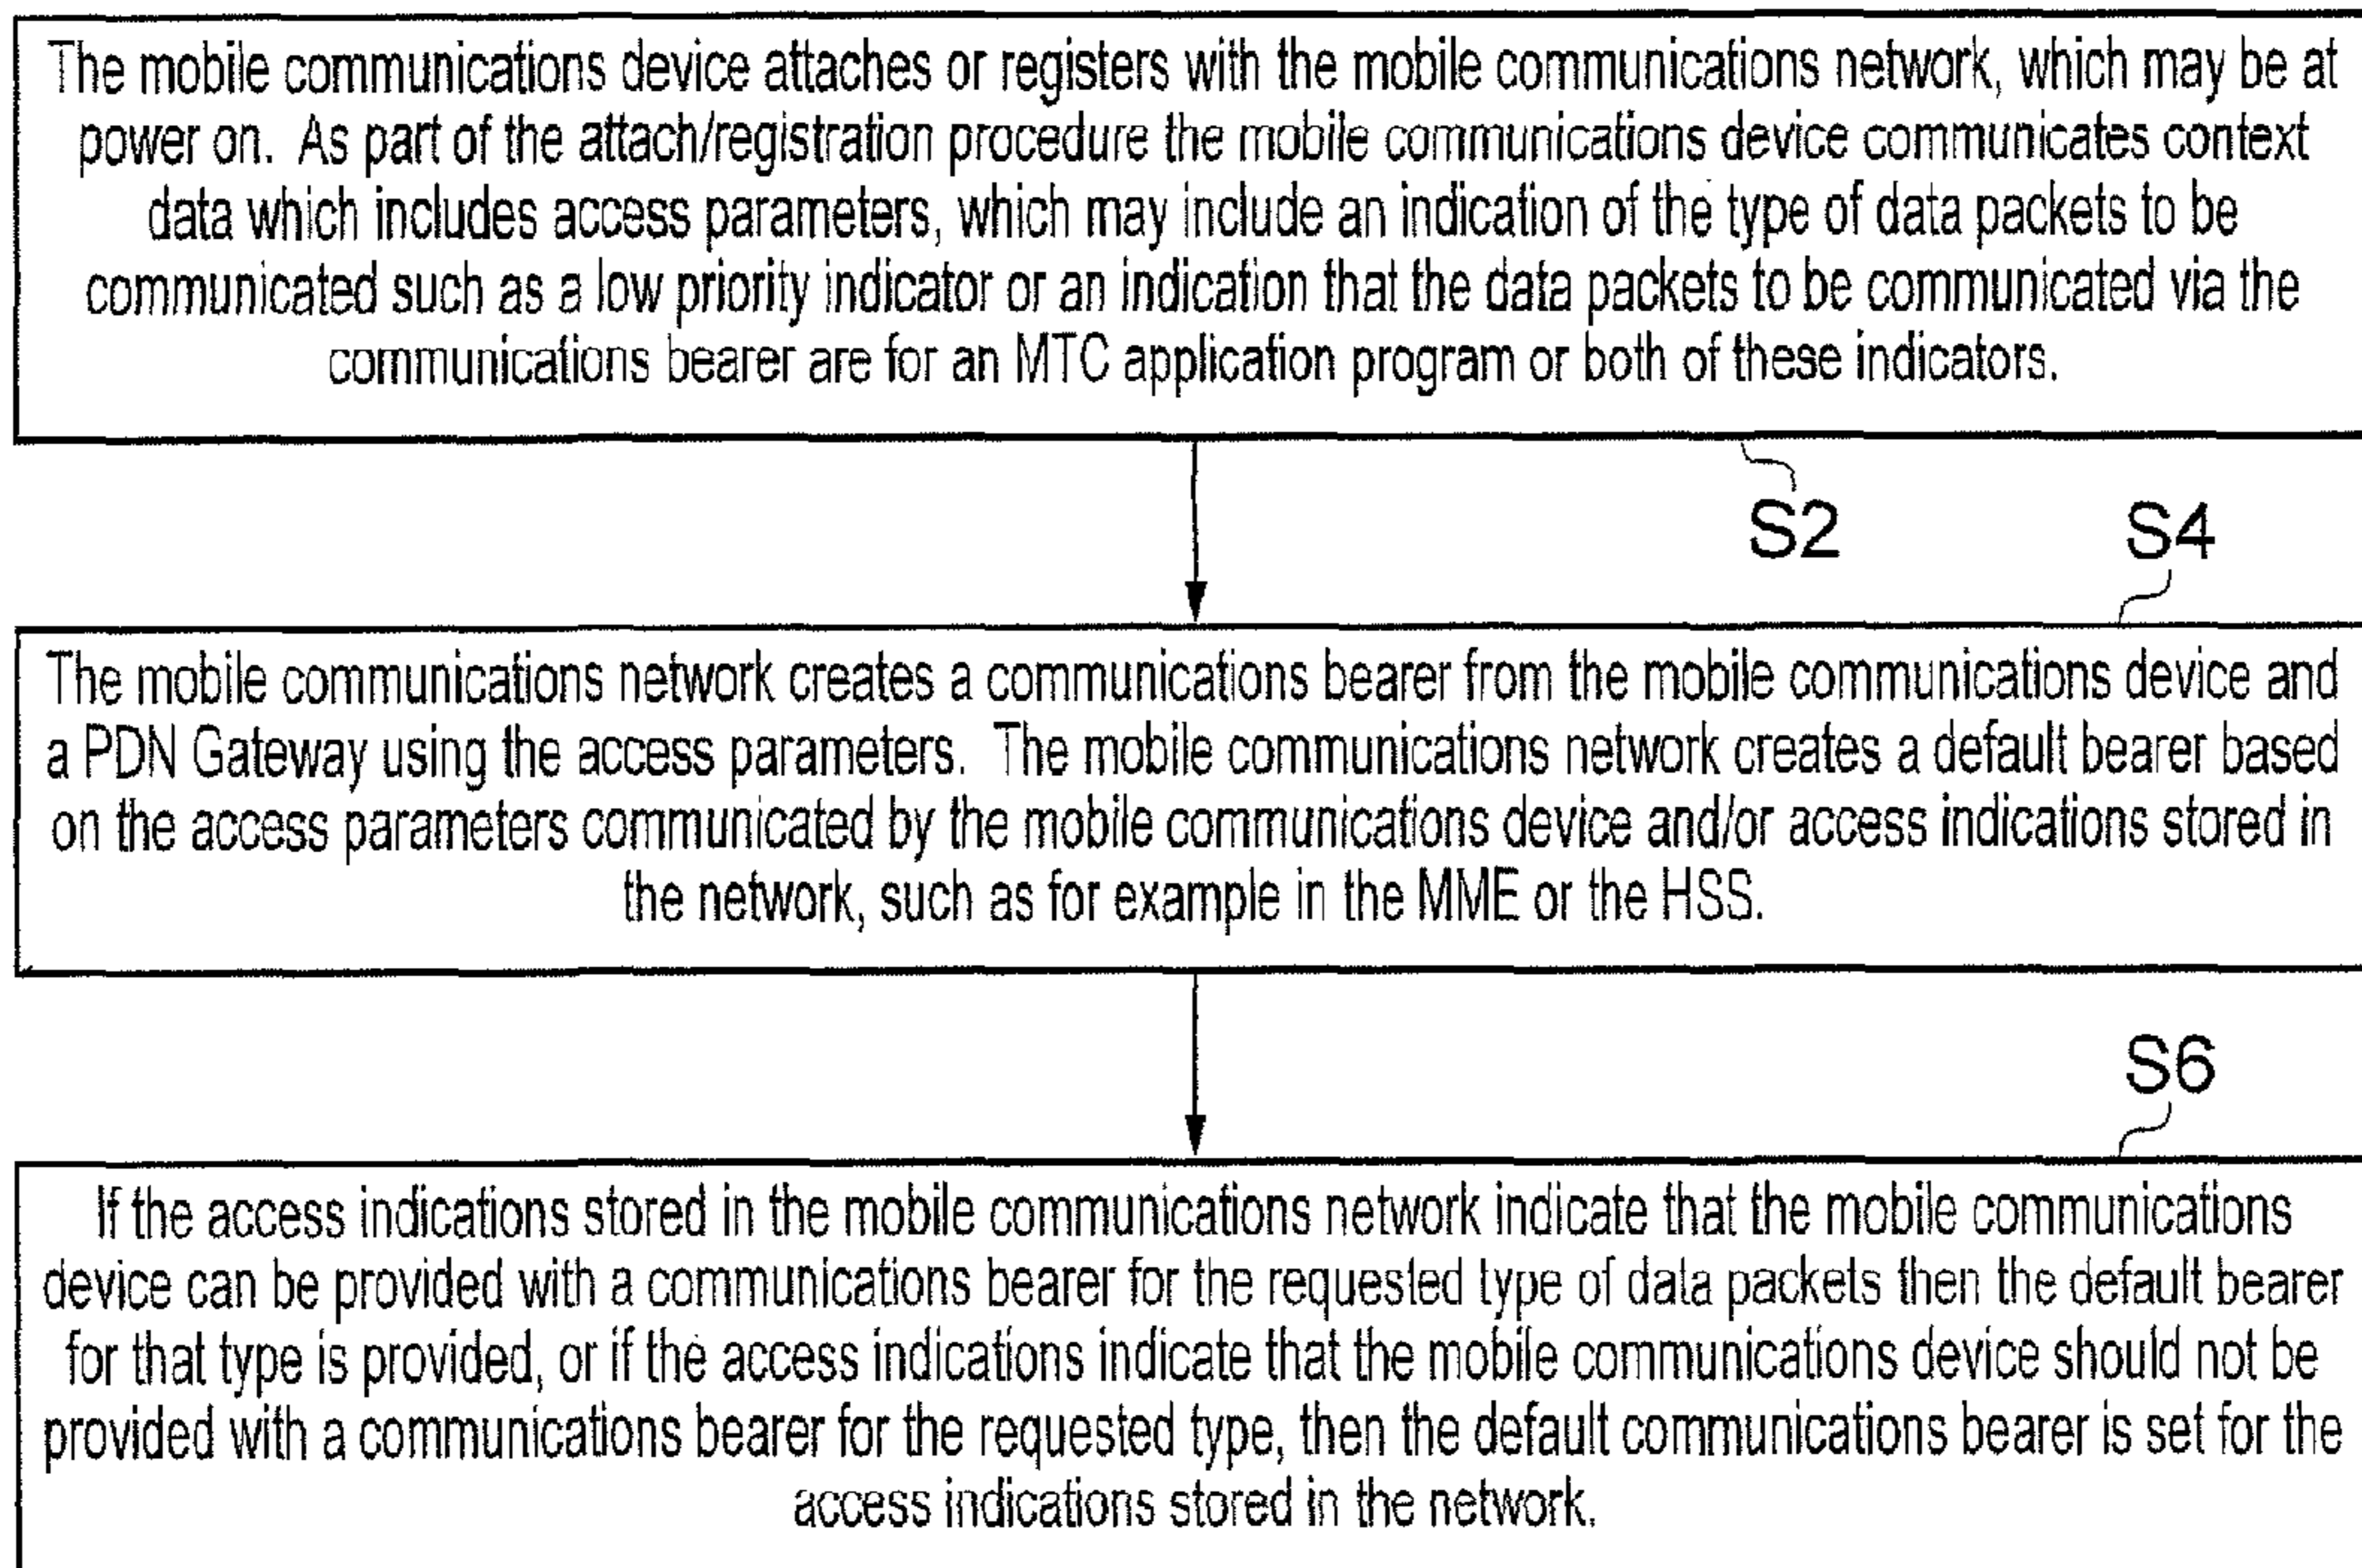 The mobile communications device attaches or registers with the mobile communications network, which may be at
power on. As part of the attach/registration procedure the mobile communications device communicates context
data which includes access parameters, which may include an indication of the type of data packets to be
communicated such as a low priority indicator or an indication that the data packets to be communicated via the
communications bearer are for an MTC application program or both of these indicators.
S2
S4
The mobile communications network creates a communications bearer from the mobile communications device and
a PDN Gateway using the access parameters. The mobile communications network creates a default bearer based
on the access parameters communicated by the mobile communications device and/or access indications stored in
the network, such as for example in the MME or the HSS.
S6
If the access indications stored in the mobile communications network indicate that the mobile communications
device can be provided with a communications bearer for the requested type of data packets then the default bearer
for that type is provided, or if the access indications indicate that the mobile communications device should not be
provided with a communications bearer for the requested type, then the default communications bearer is set for the
access indications stored in the network.